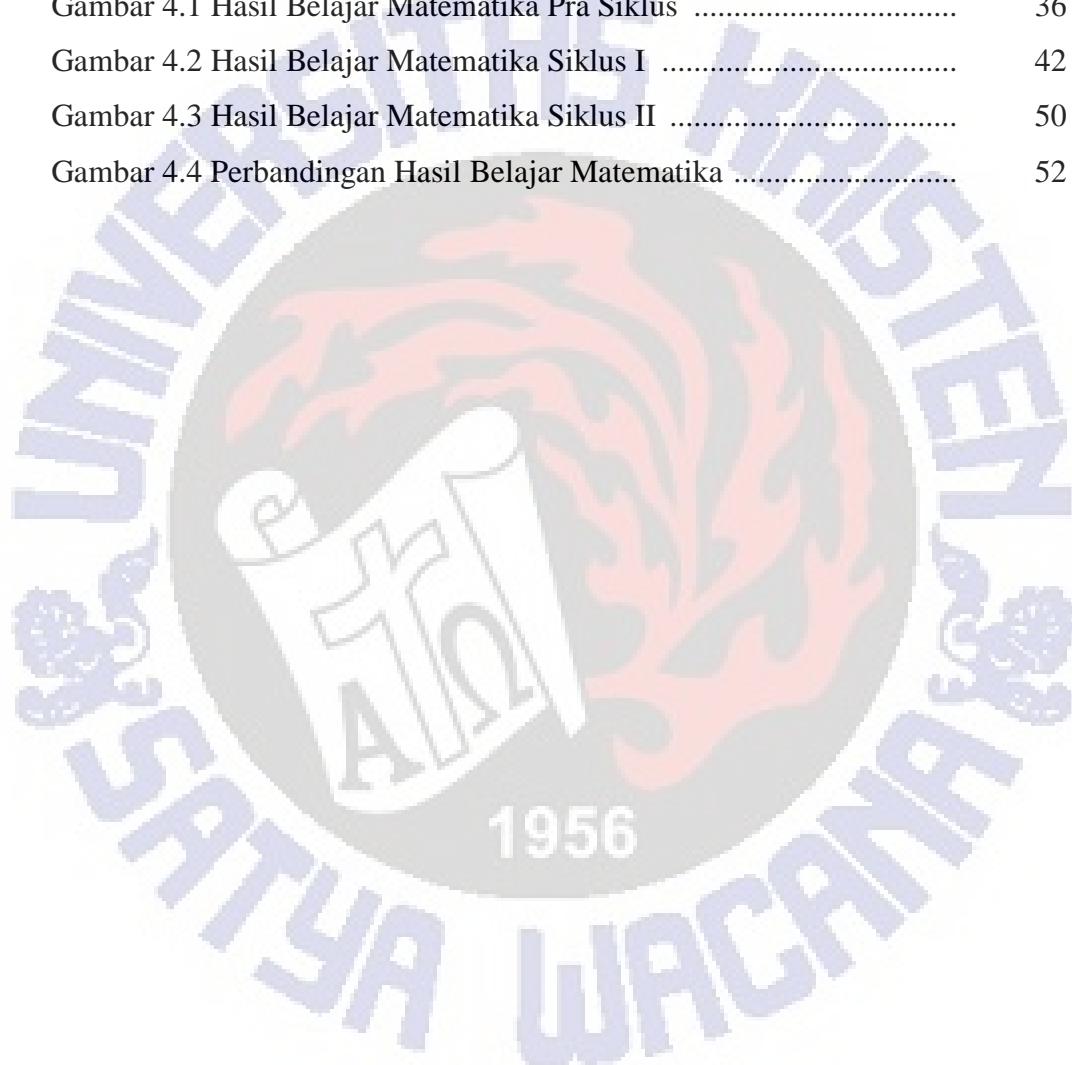 Gambar 4.1 Hasil Belajar Matematika Pra Siklus ................................. 36
Gambar 4.2 Hasil Belajar Matematika Siklus I ..................................... 42
Gambar 4.3 Hasil Belajar Matematika Siklus II .................................... 50
Gambar 4.4 Perbandingan Hasil Belajar Matematika ............................ 52
UNIVERSITAS KRISTEN
Α Ω
1956
SATYA WACANA